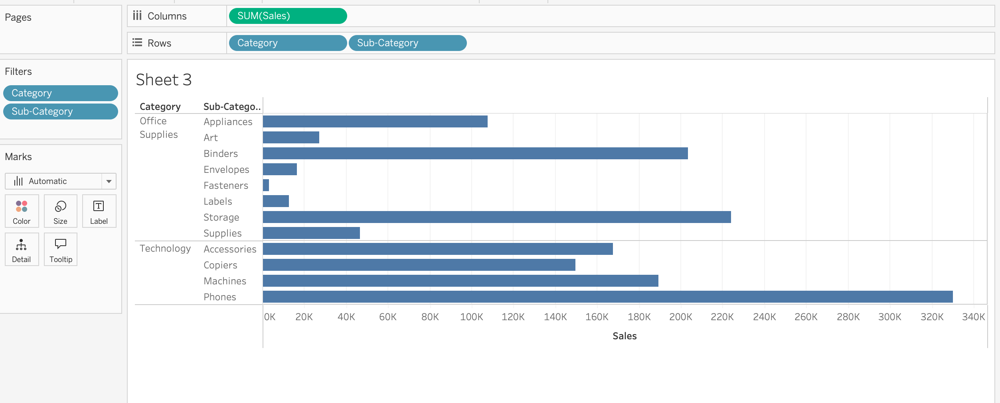 Pages
Columns
SUM(Sales)
Rows
Category
Sub-Category
Filters
Category
Sub-Category
Marks
Automatic
Color
Size
Label
Detail
Tooltip
Sheet 3
Category
Sub-Catego..
Office
Supplies
Appliances
Art
Binders
Envelopes
Fasteners
Labels
Storage
Supplies
Technology
Accessories
Copiers
Machines
Phones
0K 20K 40K 60K 80K 100K 120K 140K 160K 180K 200K 220K 240K 260K 280K 300K 320K 340K
Sales